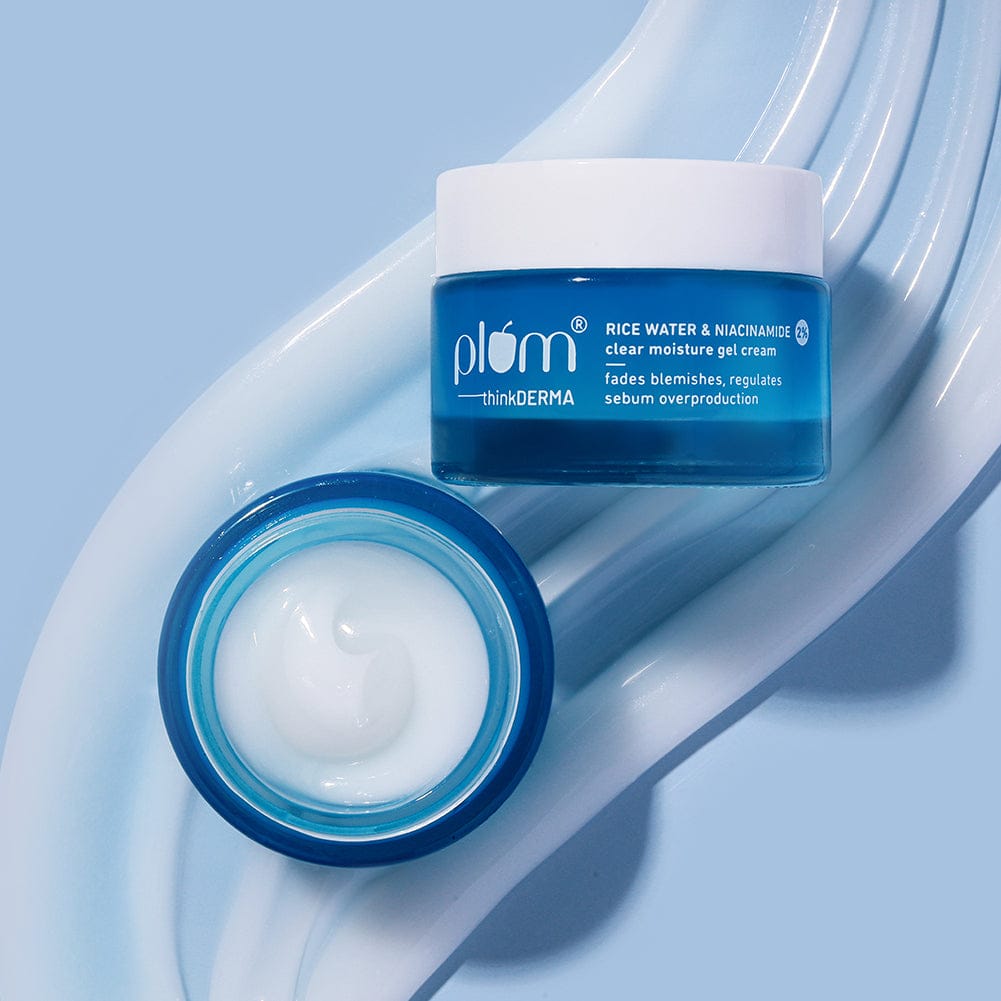 plum®
thinkDERMA
RICE WATER & NIACINAMIDE 2%
clear moisture gel cream
fades blemishes, regulates
sebum overproduction